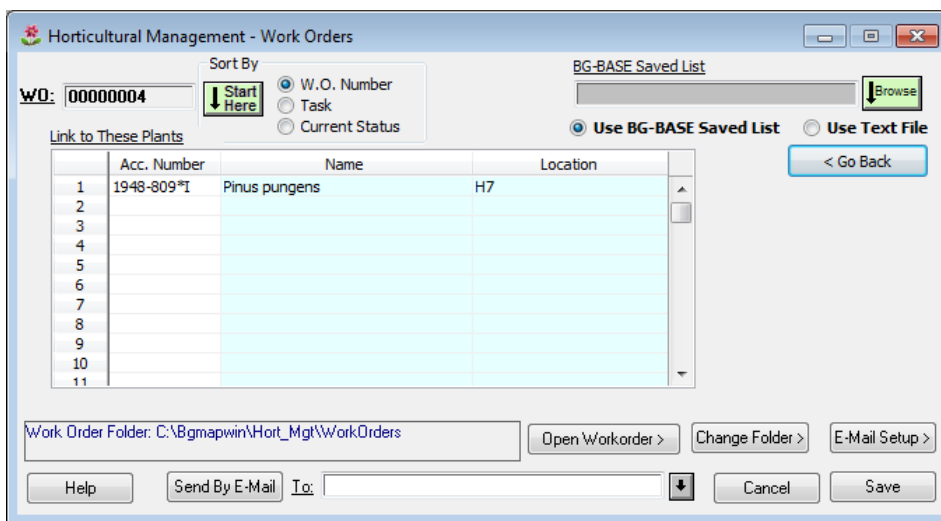 Horticultural Management - Work Orders
Sort By
BG-BASE Saved List
WO: 00000004
Start Here
W.O. Number
Task
Current Status
Browse
Use BG-BASE Saved List
Use Text File
Link to These Plants
< Go Back
Acc. Number Name Location
1 1948-809*I Pinus pungens H7
2
3
4
5
6
7
8
9
10
11
Work Order Folder: C:\Bgmapwin\Hort_Mgt\WorkOrders
Open Workorder > Change Folder > E-Mail Setup >
Help Send By E-Mail To: Cancel Save